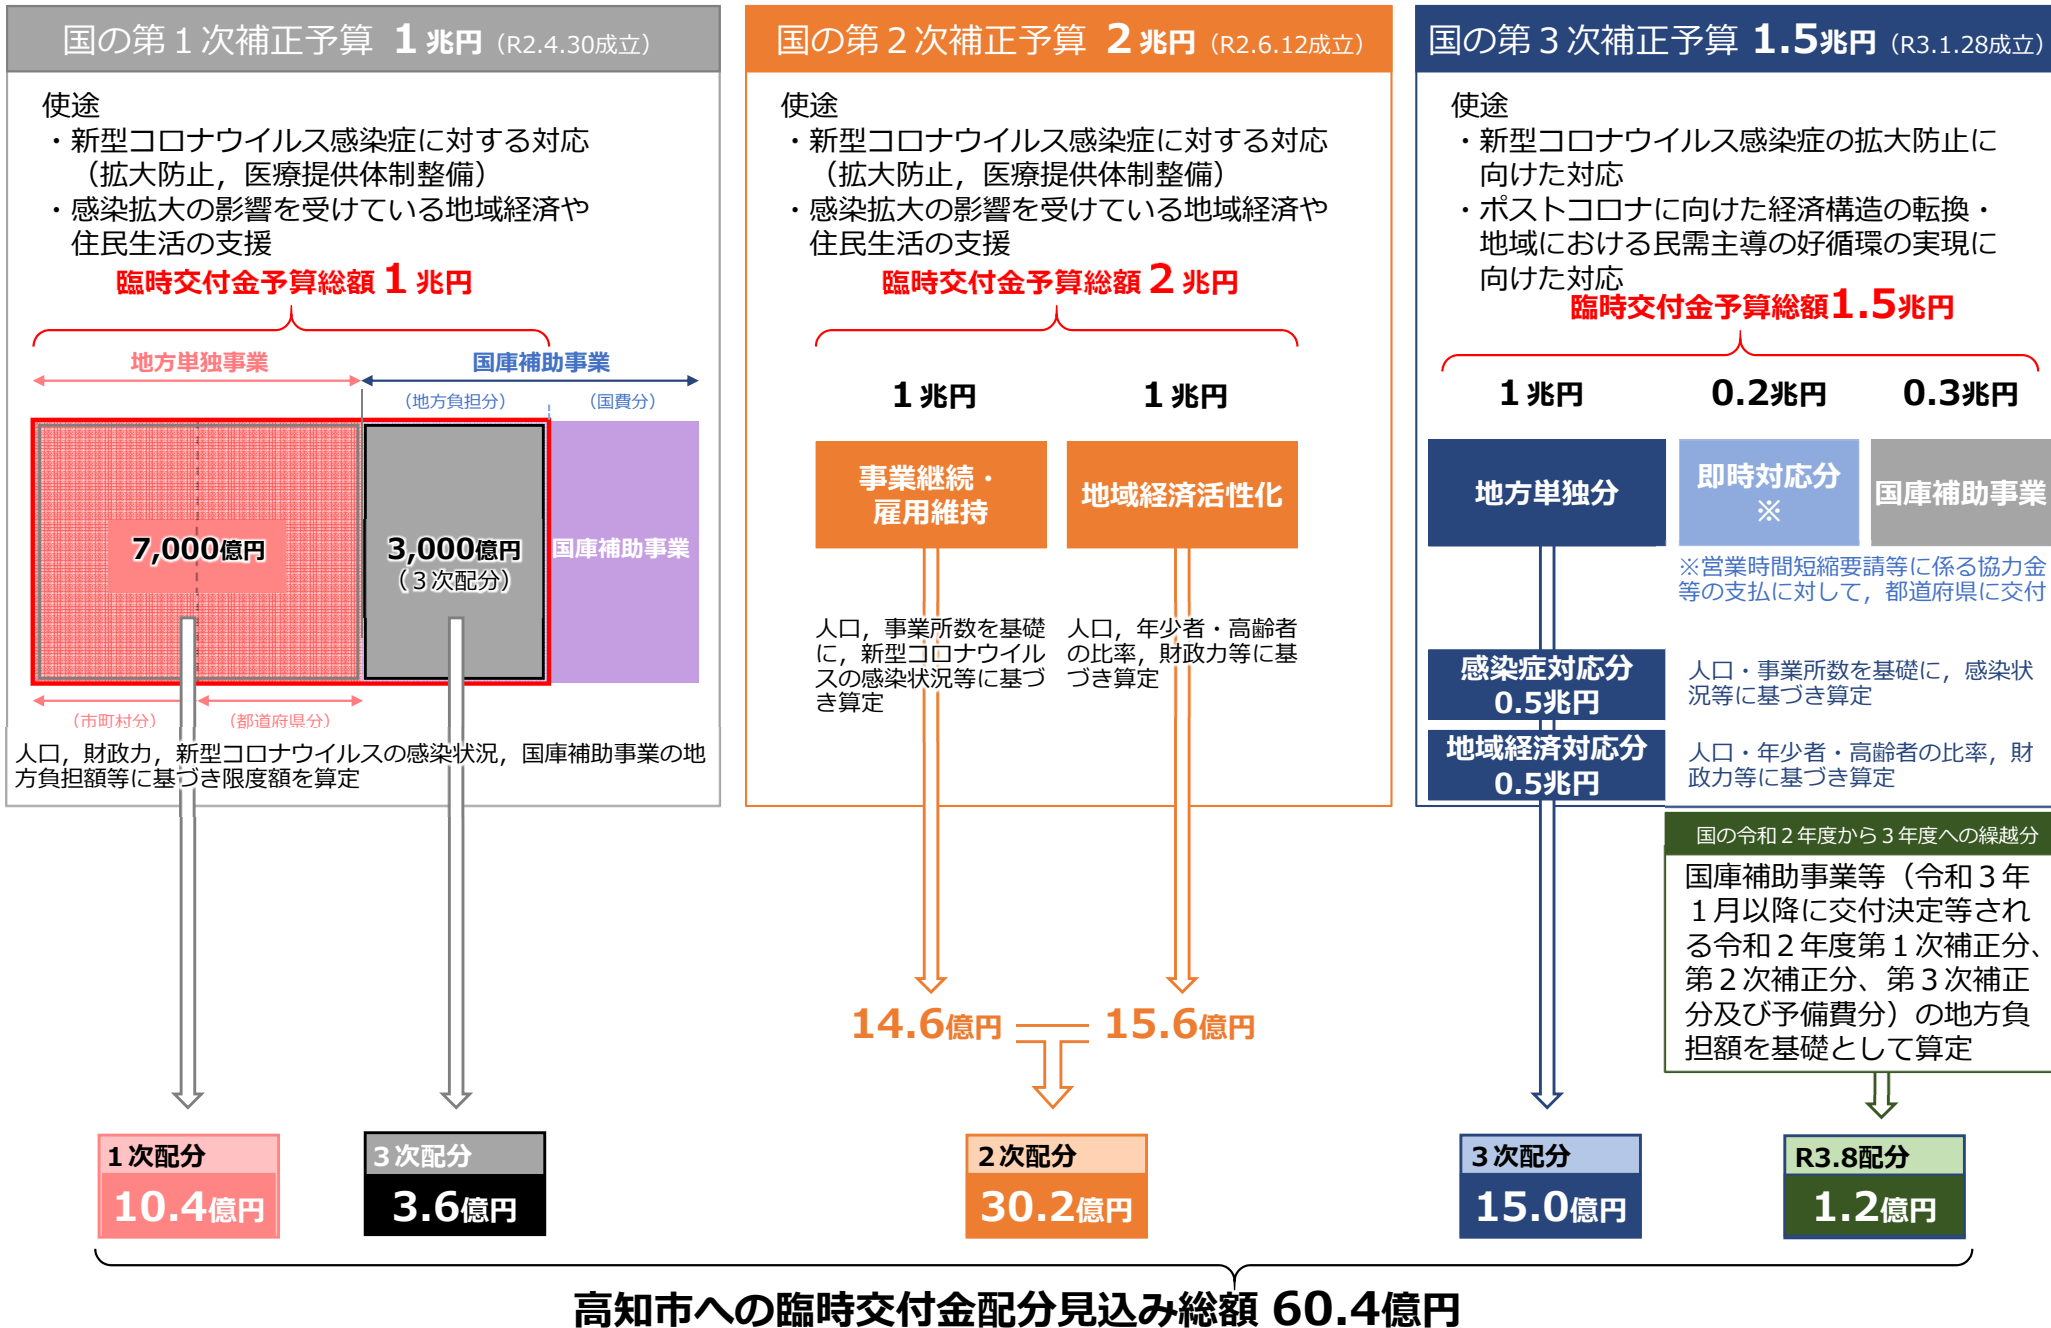 国の第１次補正予算 １兆円（R2.4.30成立）
使途
・新型コロナウイルス感染症に対する対応
（拡大防止，医療提供体制整備）
・感染拡大の影響を受けている地域経済や
住民生活の支援
臨時交付金予算総額１兆円
地方単独事業
国庫補助事業
（地方負担分）
（国費分）
7,000億円
3,000億円
（３次配分）
国庫補助事業
（市町村分）
（都道府県分）
人口，財政力，新型コロナウイルスの感染状況，国庫補助事業の地
方負担額等に基づき限度額を算定
国の第２次補正予算 ２兆円（R2.6.12成立）
使途
・新型コロナウイルス感染症に対する対応
（拡大防止，医療提供体制整備）
・感染拡大の影響を受けている地域経済や
住民生活の支援
臨時交付金予算総額２兆円
１兆円
１兆円
事業継続・
雇用維持
地域経済活性化
人口，事業所数を基礎
に，新型コロナウイル
スの感染状況等に基づ
き算定
人口，年少者・高齢者
の比率，財政力等に基
づき算定
14.6億円
15.6億円
国の第３次補正予算 1.5兆円（R3.1.28成立）
使途
・新型コロナウイルス感染症の拡大防止に
向けた対応
・ポストコロナに向けた経済構造の転換・
地域における民需主導の好循環の実現に
向けた対応
臨時交付金予算総額1.5兆円
１兆円
0.2兆円
0.3兆円
地方単独分
即時対応分
※
国庫補助事業
※営業時間短縮要請等に係る協力金
等の支払に対して，都道府県に交付
感染症対応分
0.5兆円
人口・事業所数を基礎に，感染状
況等に基づき算定
地域経済対応分
0.5兆円
人口・年少者・高齢者の比率，財
政力等に基づき算定
国の令和２年度から３年度への繰越分
国庫補助事業等（令和３年
１月以降に交付決定等され
る令和２年度第１次補正分、
第２次補正分、第３次補正
分及び予備費分）の地方負
担額を基礎として算定
１次配分
10.4億円
３次配分
3.6億円
２次配分
30.2億円
３次配分
15.0億円
R3.8配分
1.2億円
高知市への臨時交付金配分見込み総額 60.4億円